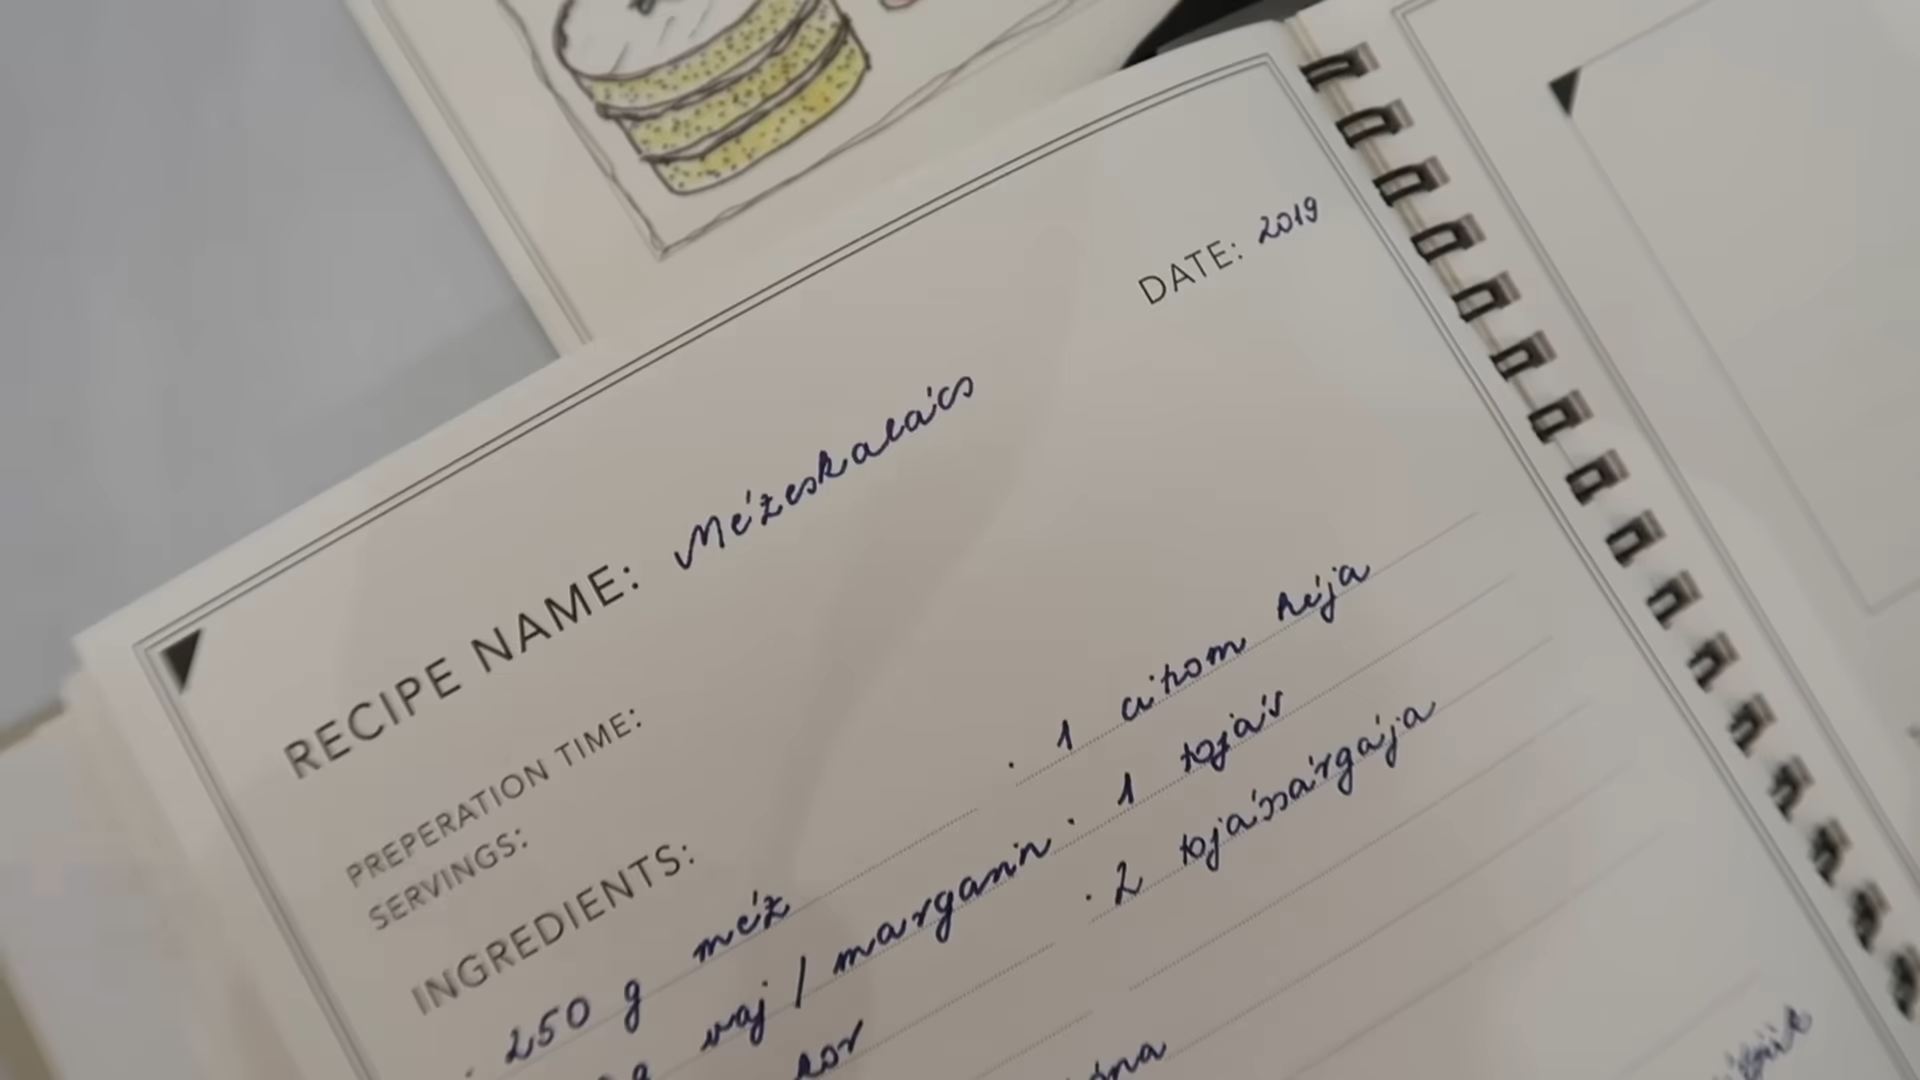 DATE: 2019
RECIPE NAME: Mézeskalács
PREPERATION TIME:
SERVINGS:
INGREDIENTS:
· 250 g méz
vaj / margarin
· 1 citrom héja
· 1 tojás
· 2 tojássárgája